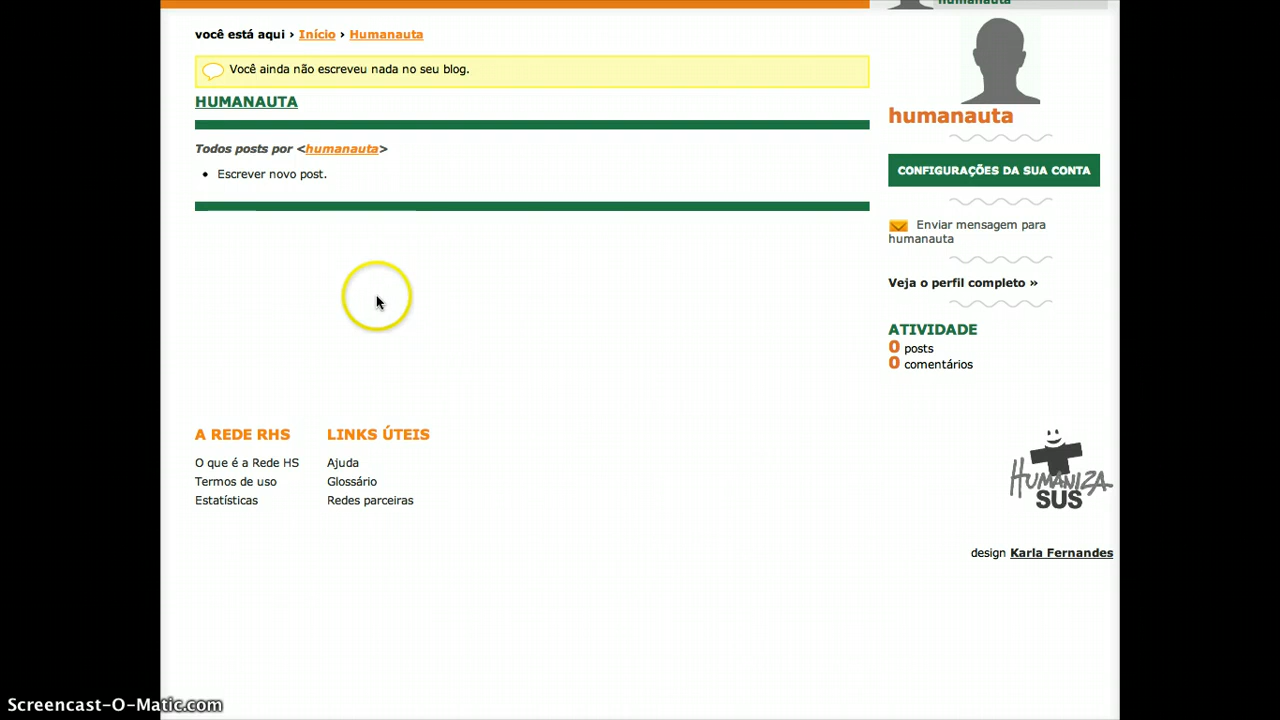 humanauta
você está aqui › Início › Humanauta
Você ainda não escreveu nada no seu blog.
HUMANAUTA
Todos posts por <humanauta>
• Escrever novo post.
humanauta
CONFIGURAÇÕES DA SUA CONTA
Enviar mensagem para
humanauta
Veja o perfil completo »
ATIVIDADE
0 posts
0 comentários
A REDE RHS
O que é a Rede HS
Termos de uso
Estatísticas
LINKS ÚTEIS
Ajuda
Glossário
Redes parceiras
HUMANIZA
SUS
design Karla Fernandes
Screencast-O-Matic.com